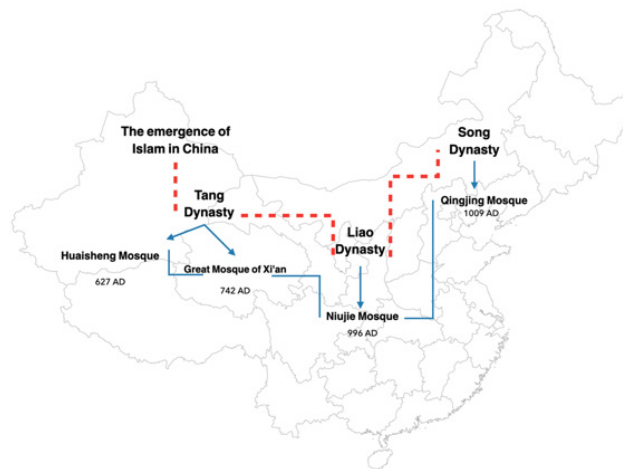 The emergence of
Islam in China
Song
Dynasty
Tang
Dynasty
Qingjing Mosque
1009 AD
Liao
Dynasty
Huaisheng Mosque
627 AD
Great Mosque of Xi'an
742 AD
Niujie Mosque
996 AD